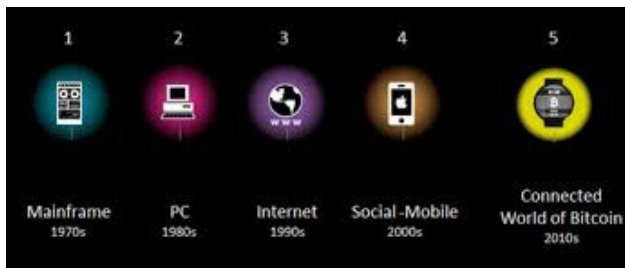 1
2
3
4
5
WWW
B
Mainframe
1970s
PC
1980s
Internet
1990s
Social-Mobile
2000s
Connected
World of Bitcoin
2010s